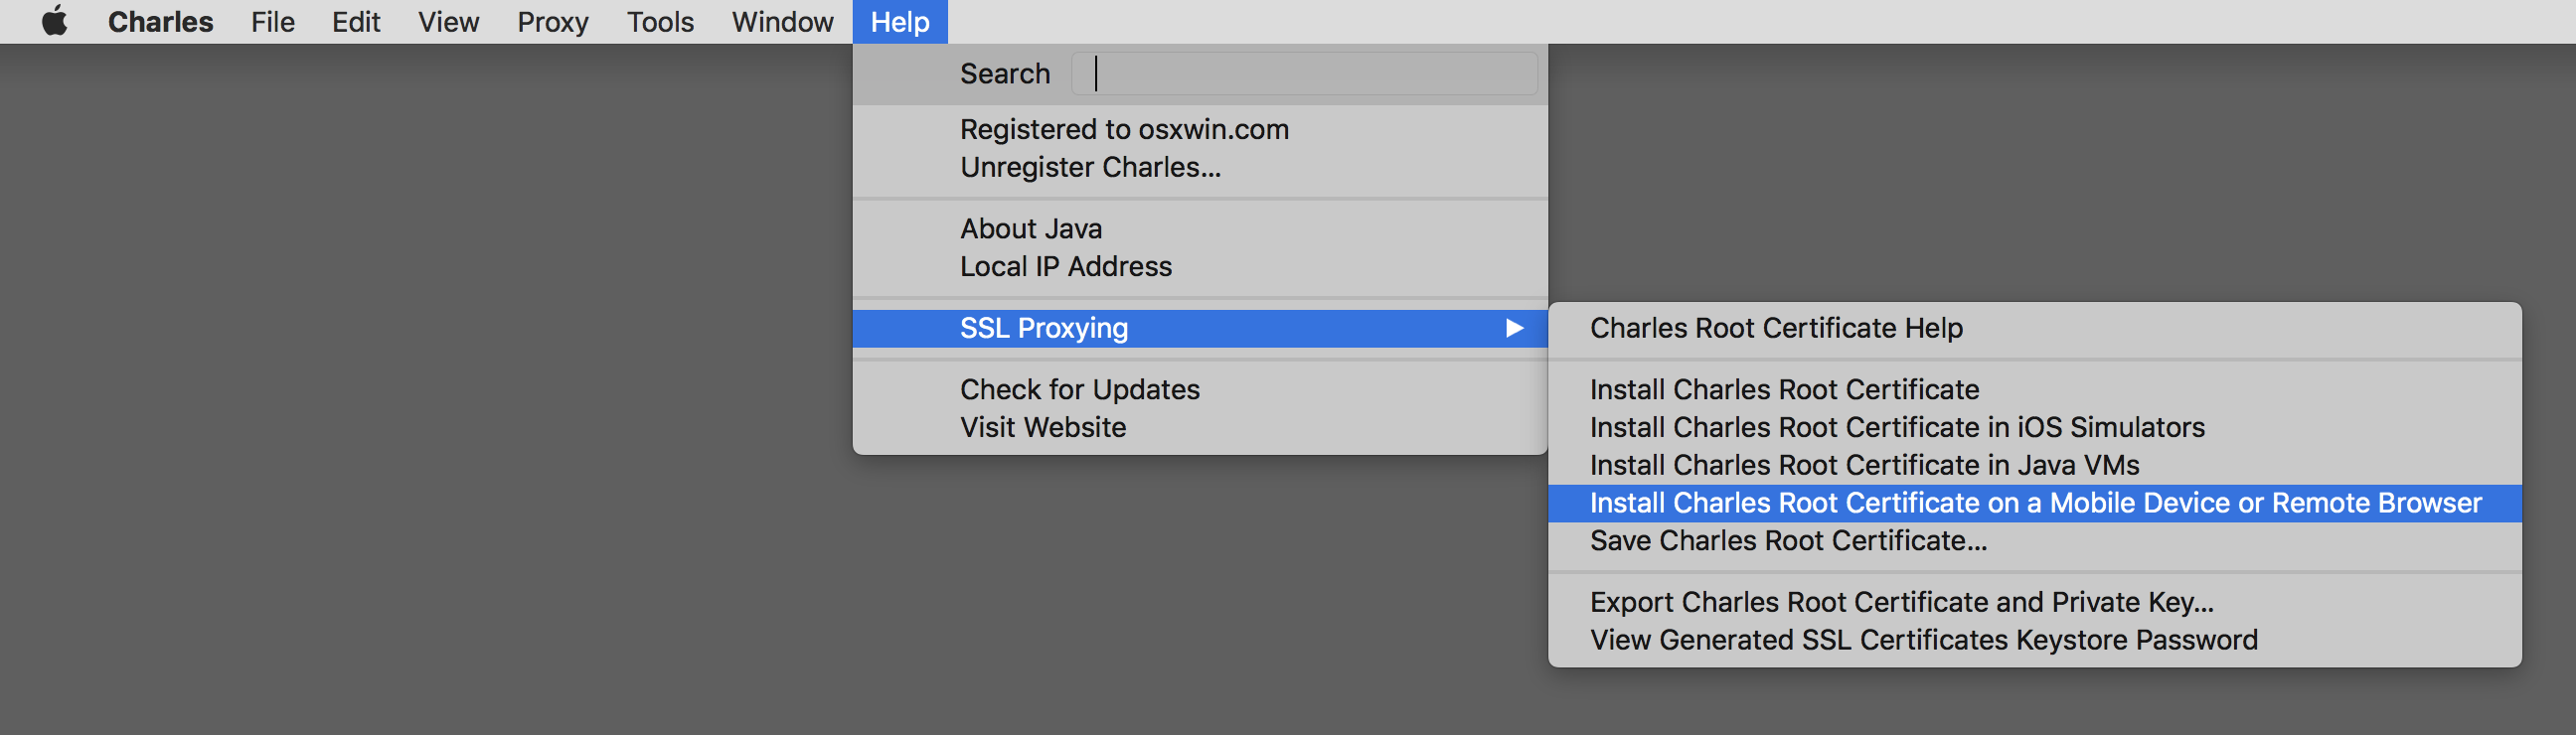 Charles File Edit View Proxy Tools Window Help
Search
Registered to osxwin.com
Unregister Charles...
About Java
Local IP Address
SSL Proxying
Check for Updates
Visit Website
Charles Root Certificate Help
Install Charles Root Certificate
Install Charles Root Certificate in iOS Simulators
Install Charles Root Certificate in Java VMs
Install Charles Root Certificate on a Mobile Device or Remote Browser
Save Charles Root Certificate...
Export Charles Root Certificate and Private Key...
View Generated SSL Certificates Keystore Password